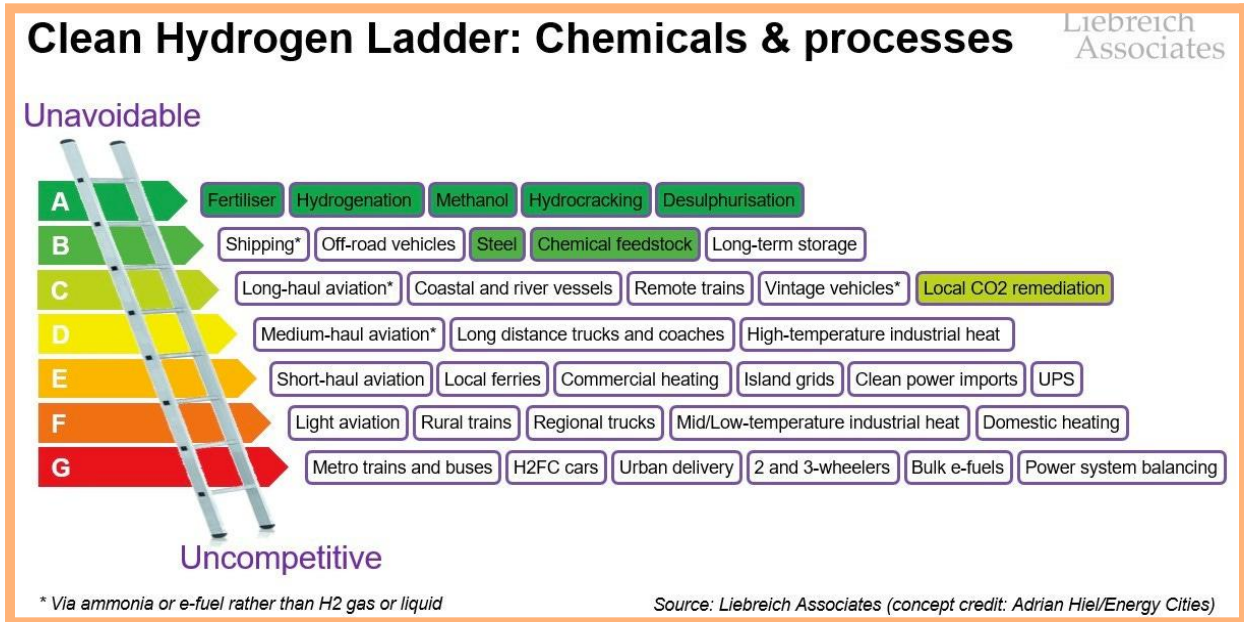 Clean Hydrogen Ladder: Chemicals & processes
Liebreich
Associates
Unavoidable
A Fertiliser Hydrogenation Methanol Hydrocracking Desulphurisation
B Shipping* Off-road vehicles Steel Chemical feedstock Long-term storage
C Long-haul aviation* Coastal and river vessels Remote trains Vintage vehicles* Local CO2 remediation
D Medium-haul aviation* Long distance trucks and coaches High-temperature industrial heat
E Short-haul aviation Local ferries Commercial heating Island grids Clean power imports UPS
F Light aviation Rural trains Regional trucks Mid/Low-temperature industrial heat Domestic heating
G Metro trains and buses H2FC cars Urban delivery 2 and 3-wheelers Bulk e-fuels Power system balancing
Uncompetitive
* Via ammonia or e-fuel rather than H2 gas or liquid
Source: Liebreich Associates (concept credit: Adrian Hiel/Energy Cities)